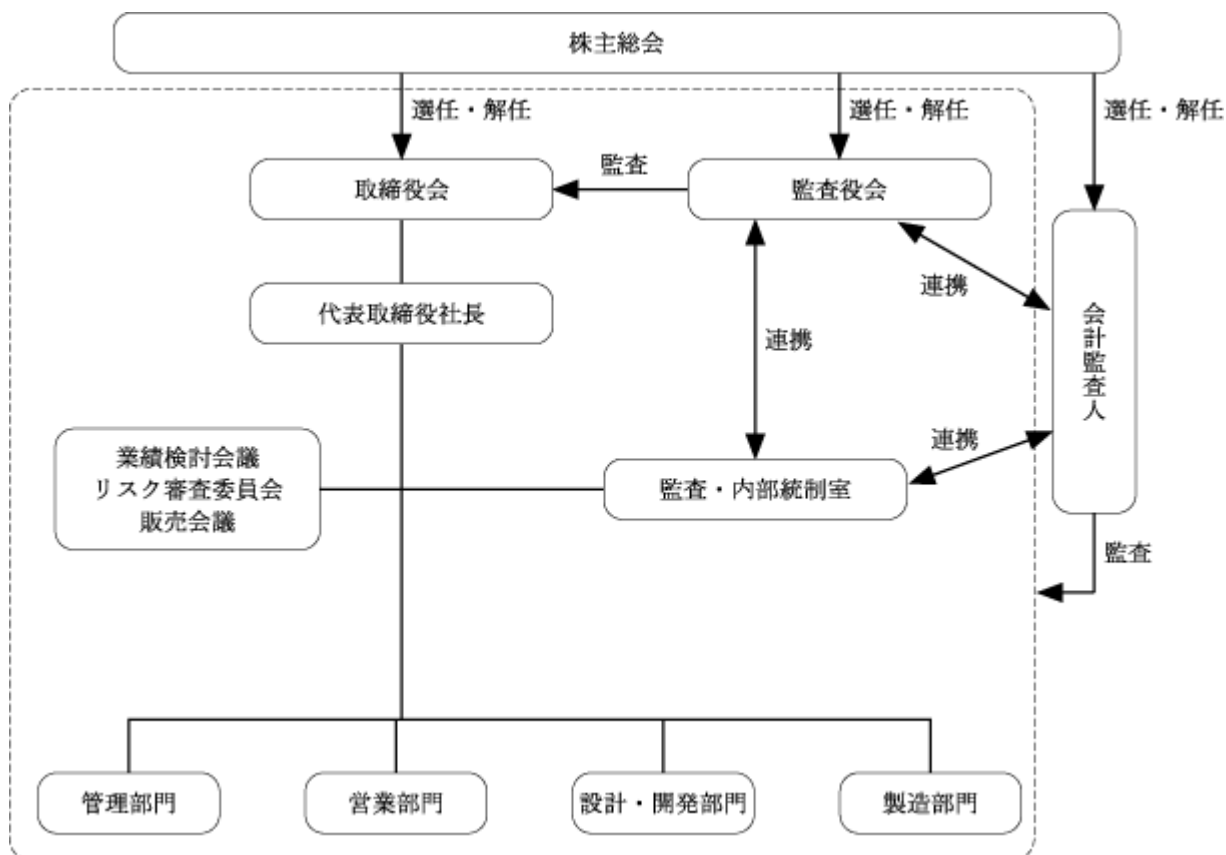 株主総会
選任・解任
選任・解任
選任・解任
取締役会
監査
監査役会
代表取締役社長
連携
連携
会計監査人
業績検討会議
リスク審査委員会
販売会議
監査・内部統制室
連携
監査
管理部門
営業部門
設計・開発部門
製造部門